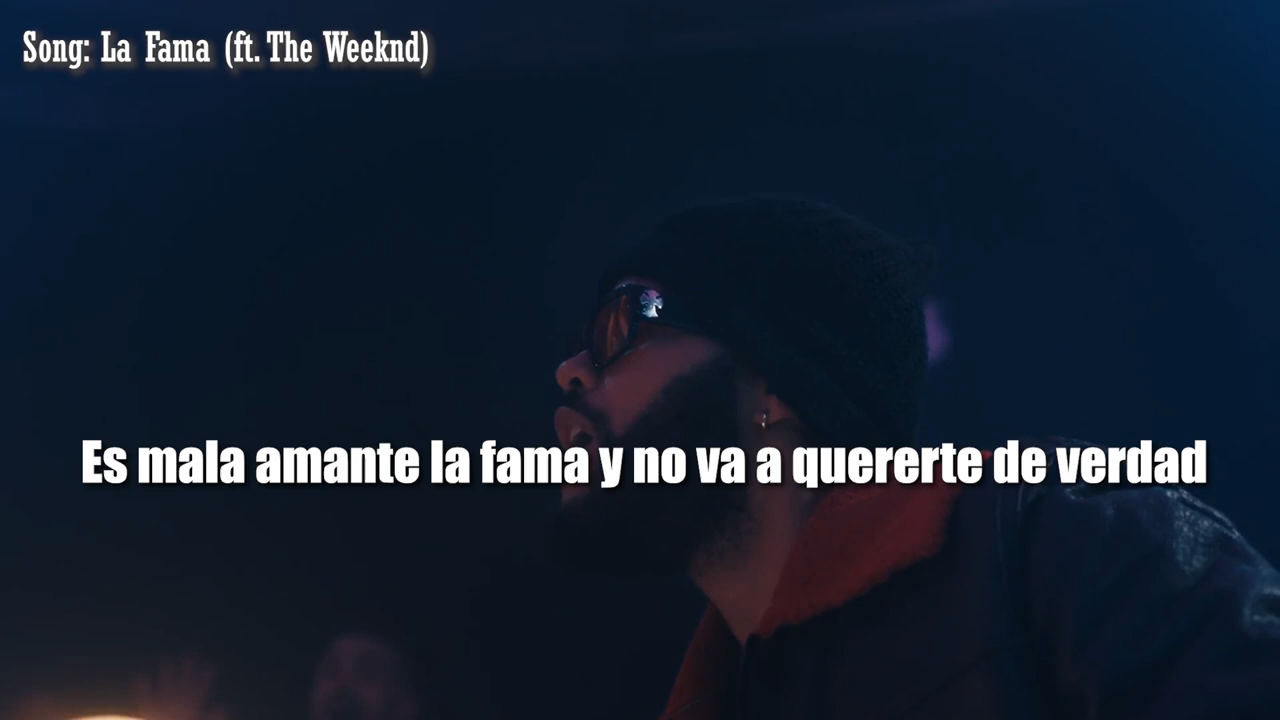 Song: La Fama (ft. The Weeknd)
Es mala amante la fama y no va a quererte de verdad